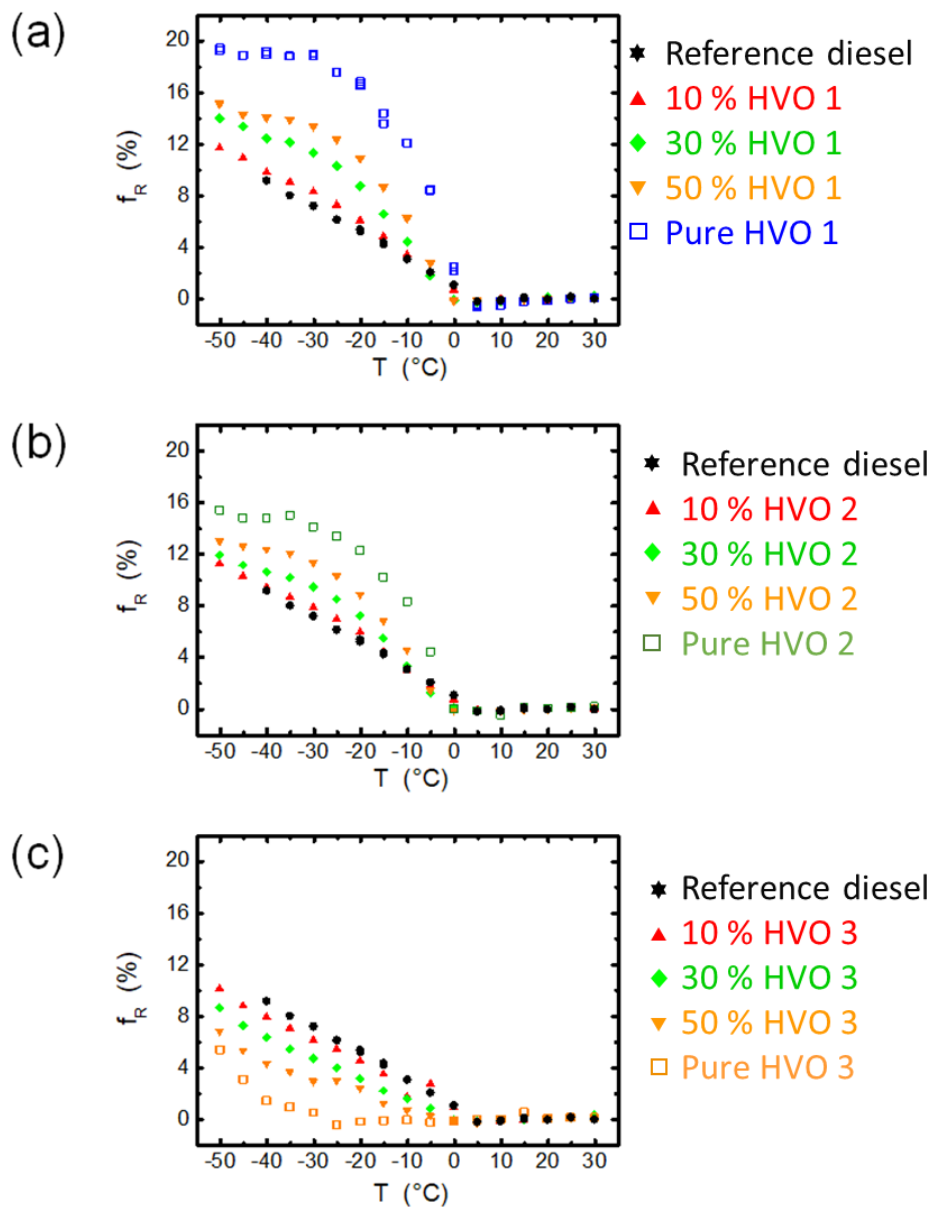 (a)
20
16
12
8
4
0
f_R (%)
-50 -40 -30 -20 -10 0 10 20 30
T (°C)
Reference diesel
10 % HVO 1
30 % HVO 1
50 % HVO 1
Pure HVO 1
(b)
20
16
12
8
4
0
f_R (%)
-50 -40 -30 -20 -10 0 10 20 30
T (°C)
Reference diesel
10 % HVO 2
30 % HVO 2
50 % HVO 2
Pure HVO 2
(c)
20
16
12
8
4
0
f_R (%)
-50 -40 -30 -20 -10 0 10 20 30
T (°C)
Reference diesel
10 % HVO 3
30 % HVO 3
50 % HVO 3
Pure HVO 3